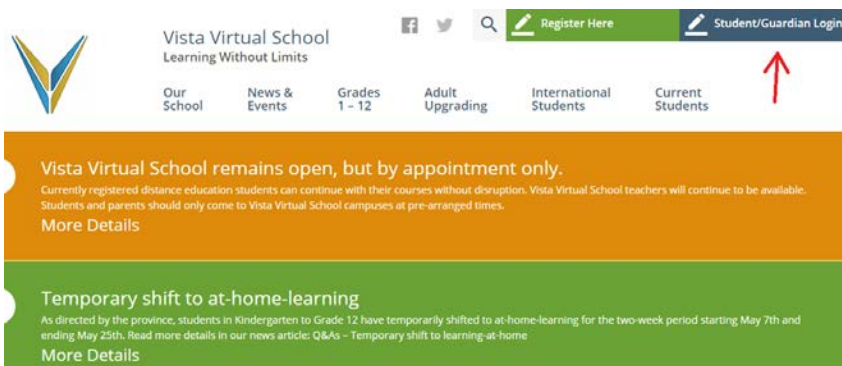 Vista Virtual School
Learning Without Limits
Register Here
Student/Guardian Login
Our School
News & Events
Grades 1 – 12
Adult Upgrading
International Students
Current Students
Vista Virtual School remains open, but by appointment only.
Currently registered distance education students can continue with their courses without disruption. Vista Virtual School teachers will continue to be available.
Students and parents should only come to Vista Virtual School campuses at pre-arranged times.
More Details
Temporary shift to at-home-learning
As directed by the province, students in Kindergarten to Grade 12 have temporarily shifted to at-home-learning for the two-week period starting May 7th and
ending May 25th. Read more details in our news article: Q&As – Temporary shift to learning-at-home
More Details